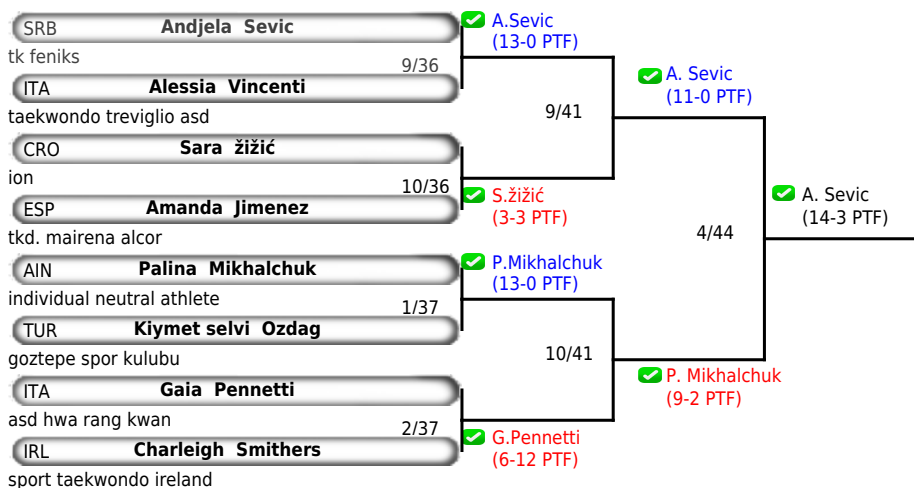 SRB Andjela Sevic
tk feniks
9/36
ITA Alessia Vincenti
taekwondo treviglio asd
CRO Sara žižić
ion
10/36
ESP Amanda Jimenez
tkd. mairena alcor
AIN Palina Mikhalchuk
individual neutral athlete
1/37
TUR Kiymet selvi Ozdag
goztepe spor kulubu
ITA Gaia Pennetti
asd hwa rang kwan
2/37
IRL Charleigh Smithers
sport taekwondo ireland
A.Sevic
(13-0 PTF)
9/41
S.žižić
(3-3 PTF)
P.Mikhalchuk
(13-0 PTF)
10/41
G.Pennetti
(6-12 PTF)
A. Sevic
(11-0 PTF)
4/44
P. Mikhalchuk
(9-2 PTF)
A. Sevic
(14-3 PTF)